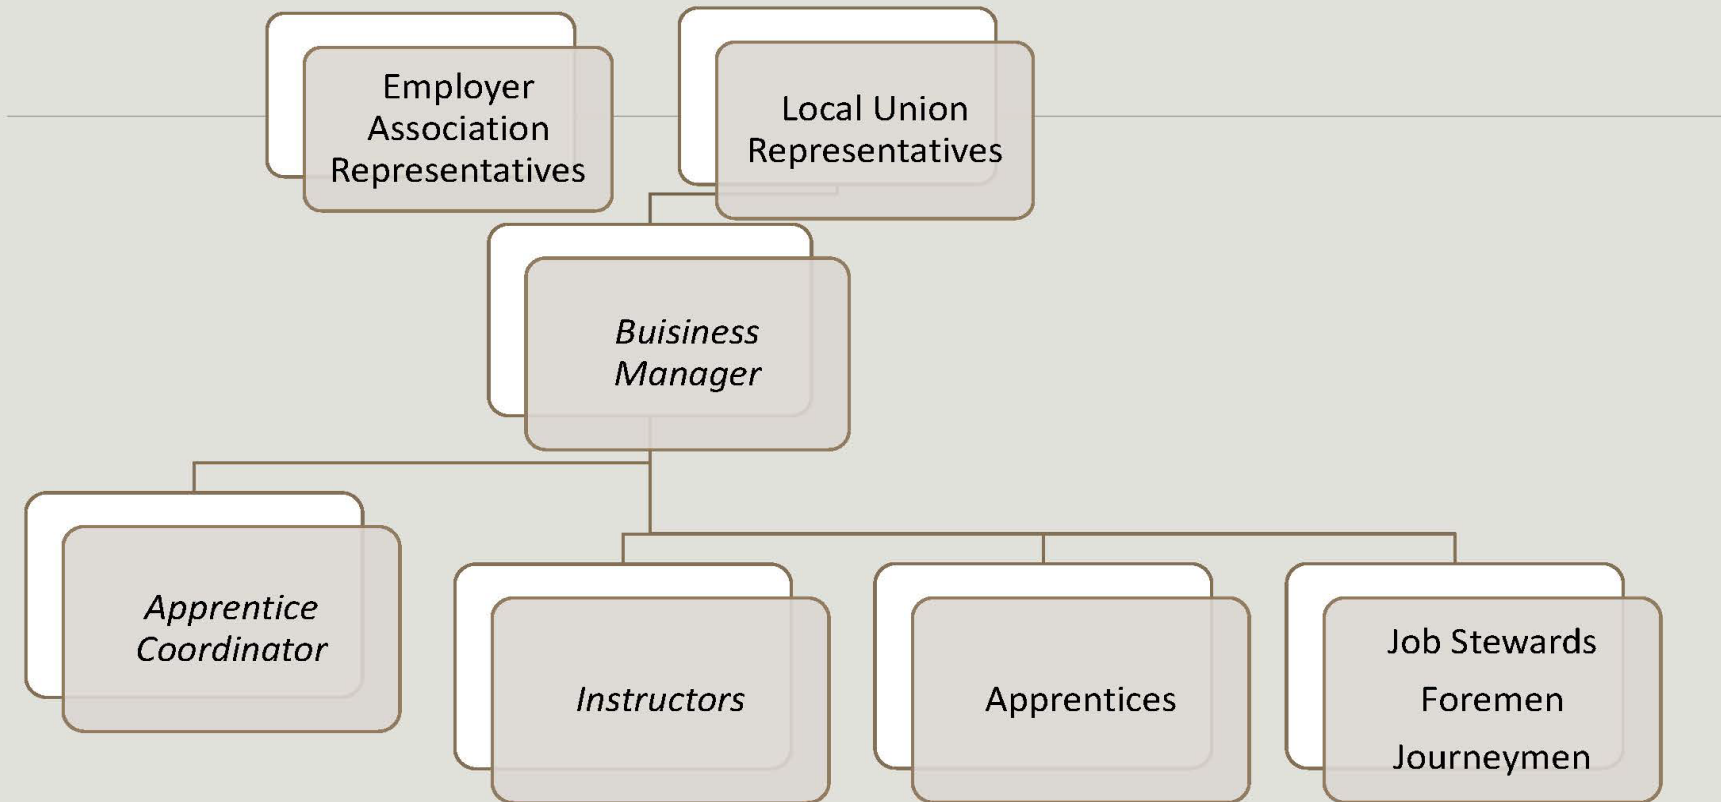 Employer
Association
Representatives
Local Union
Representatives
Buisiness
Manager
Apprentice
Coordinator
Instructors
Apprentices
Job Stewards
Foremen
Journeymen